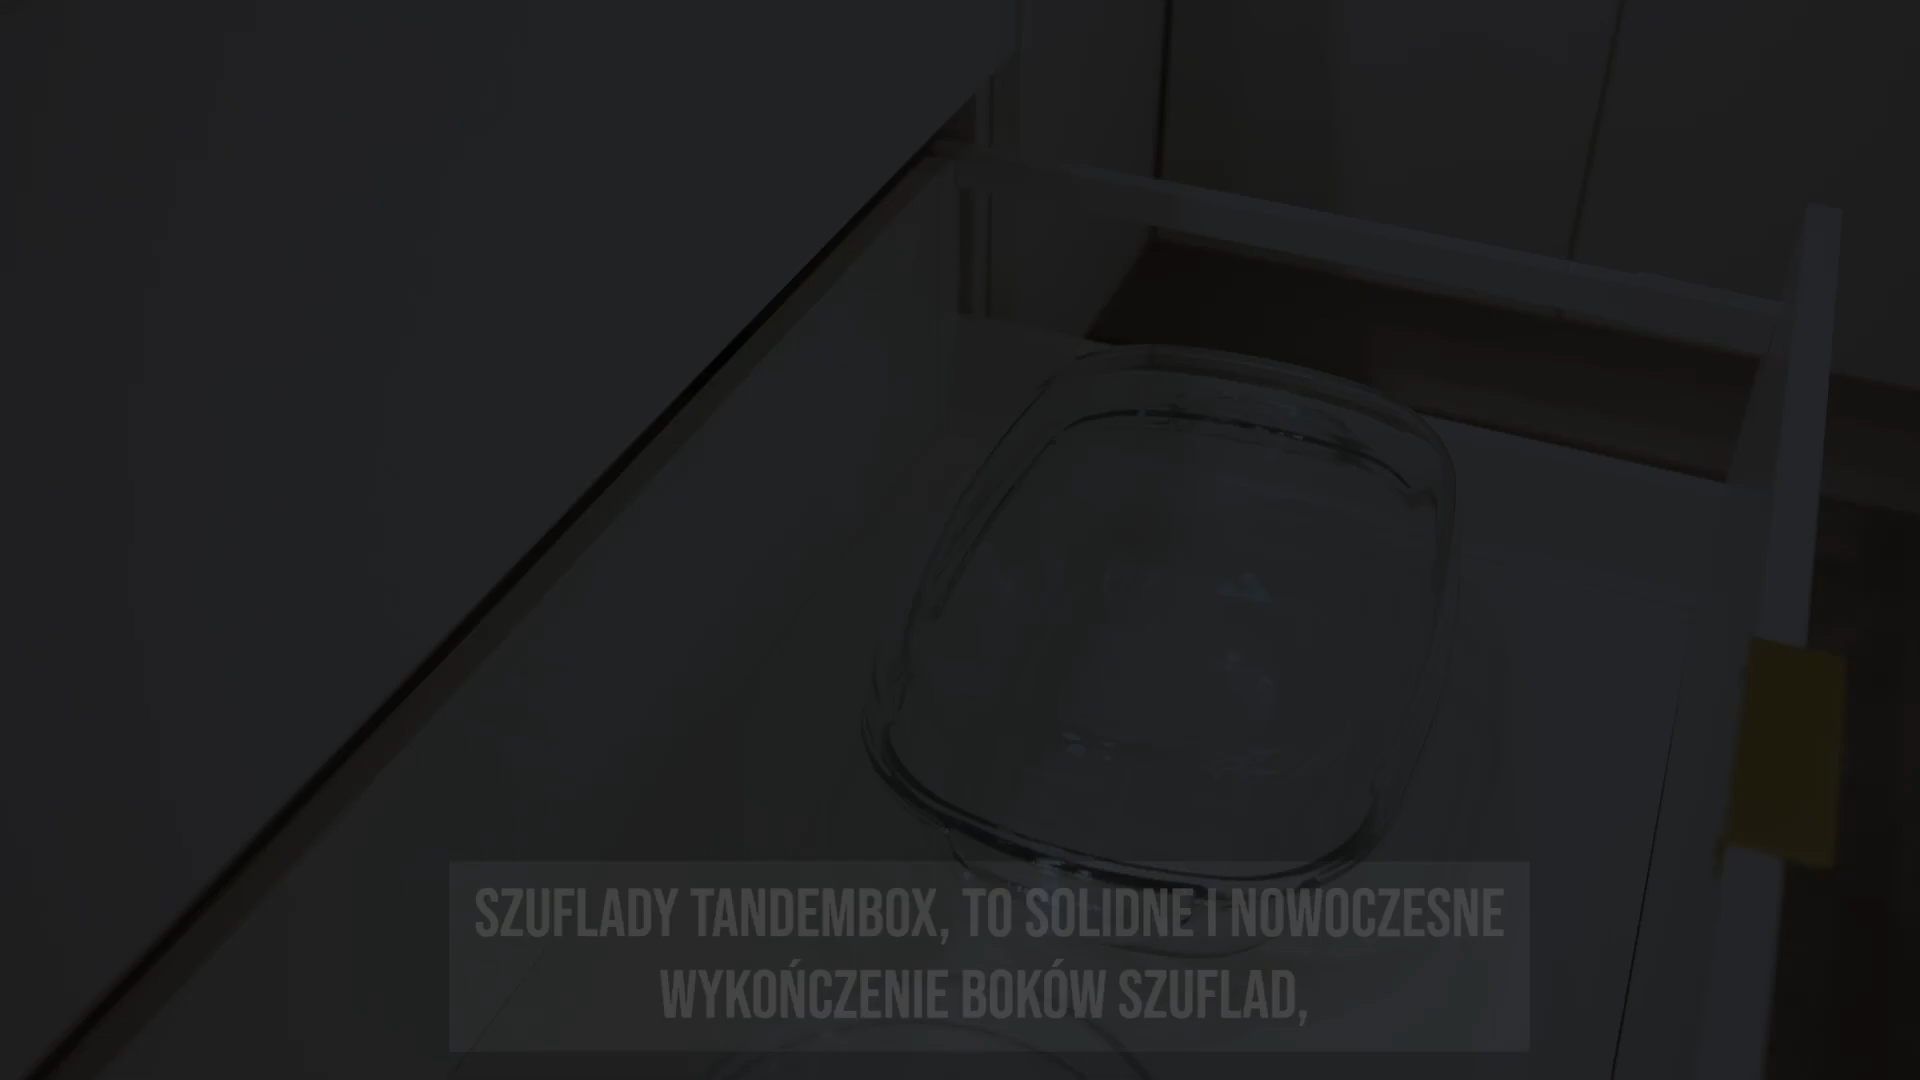 SZUFLADY TANDEMBOX, TO SOLIDNE I NOWOCZESNE
WYKOŃCZENIE BOKÓW SZUFLAD,